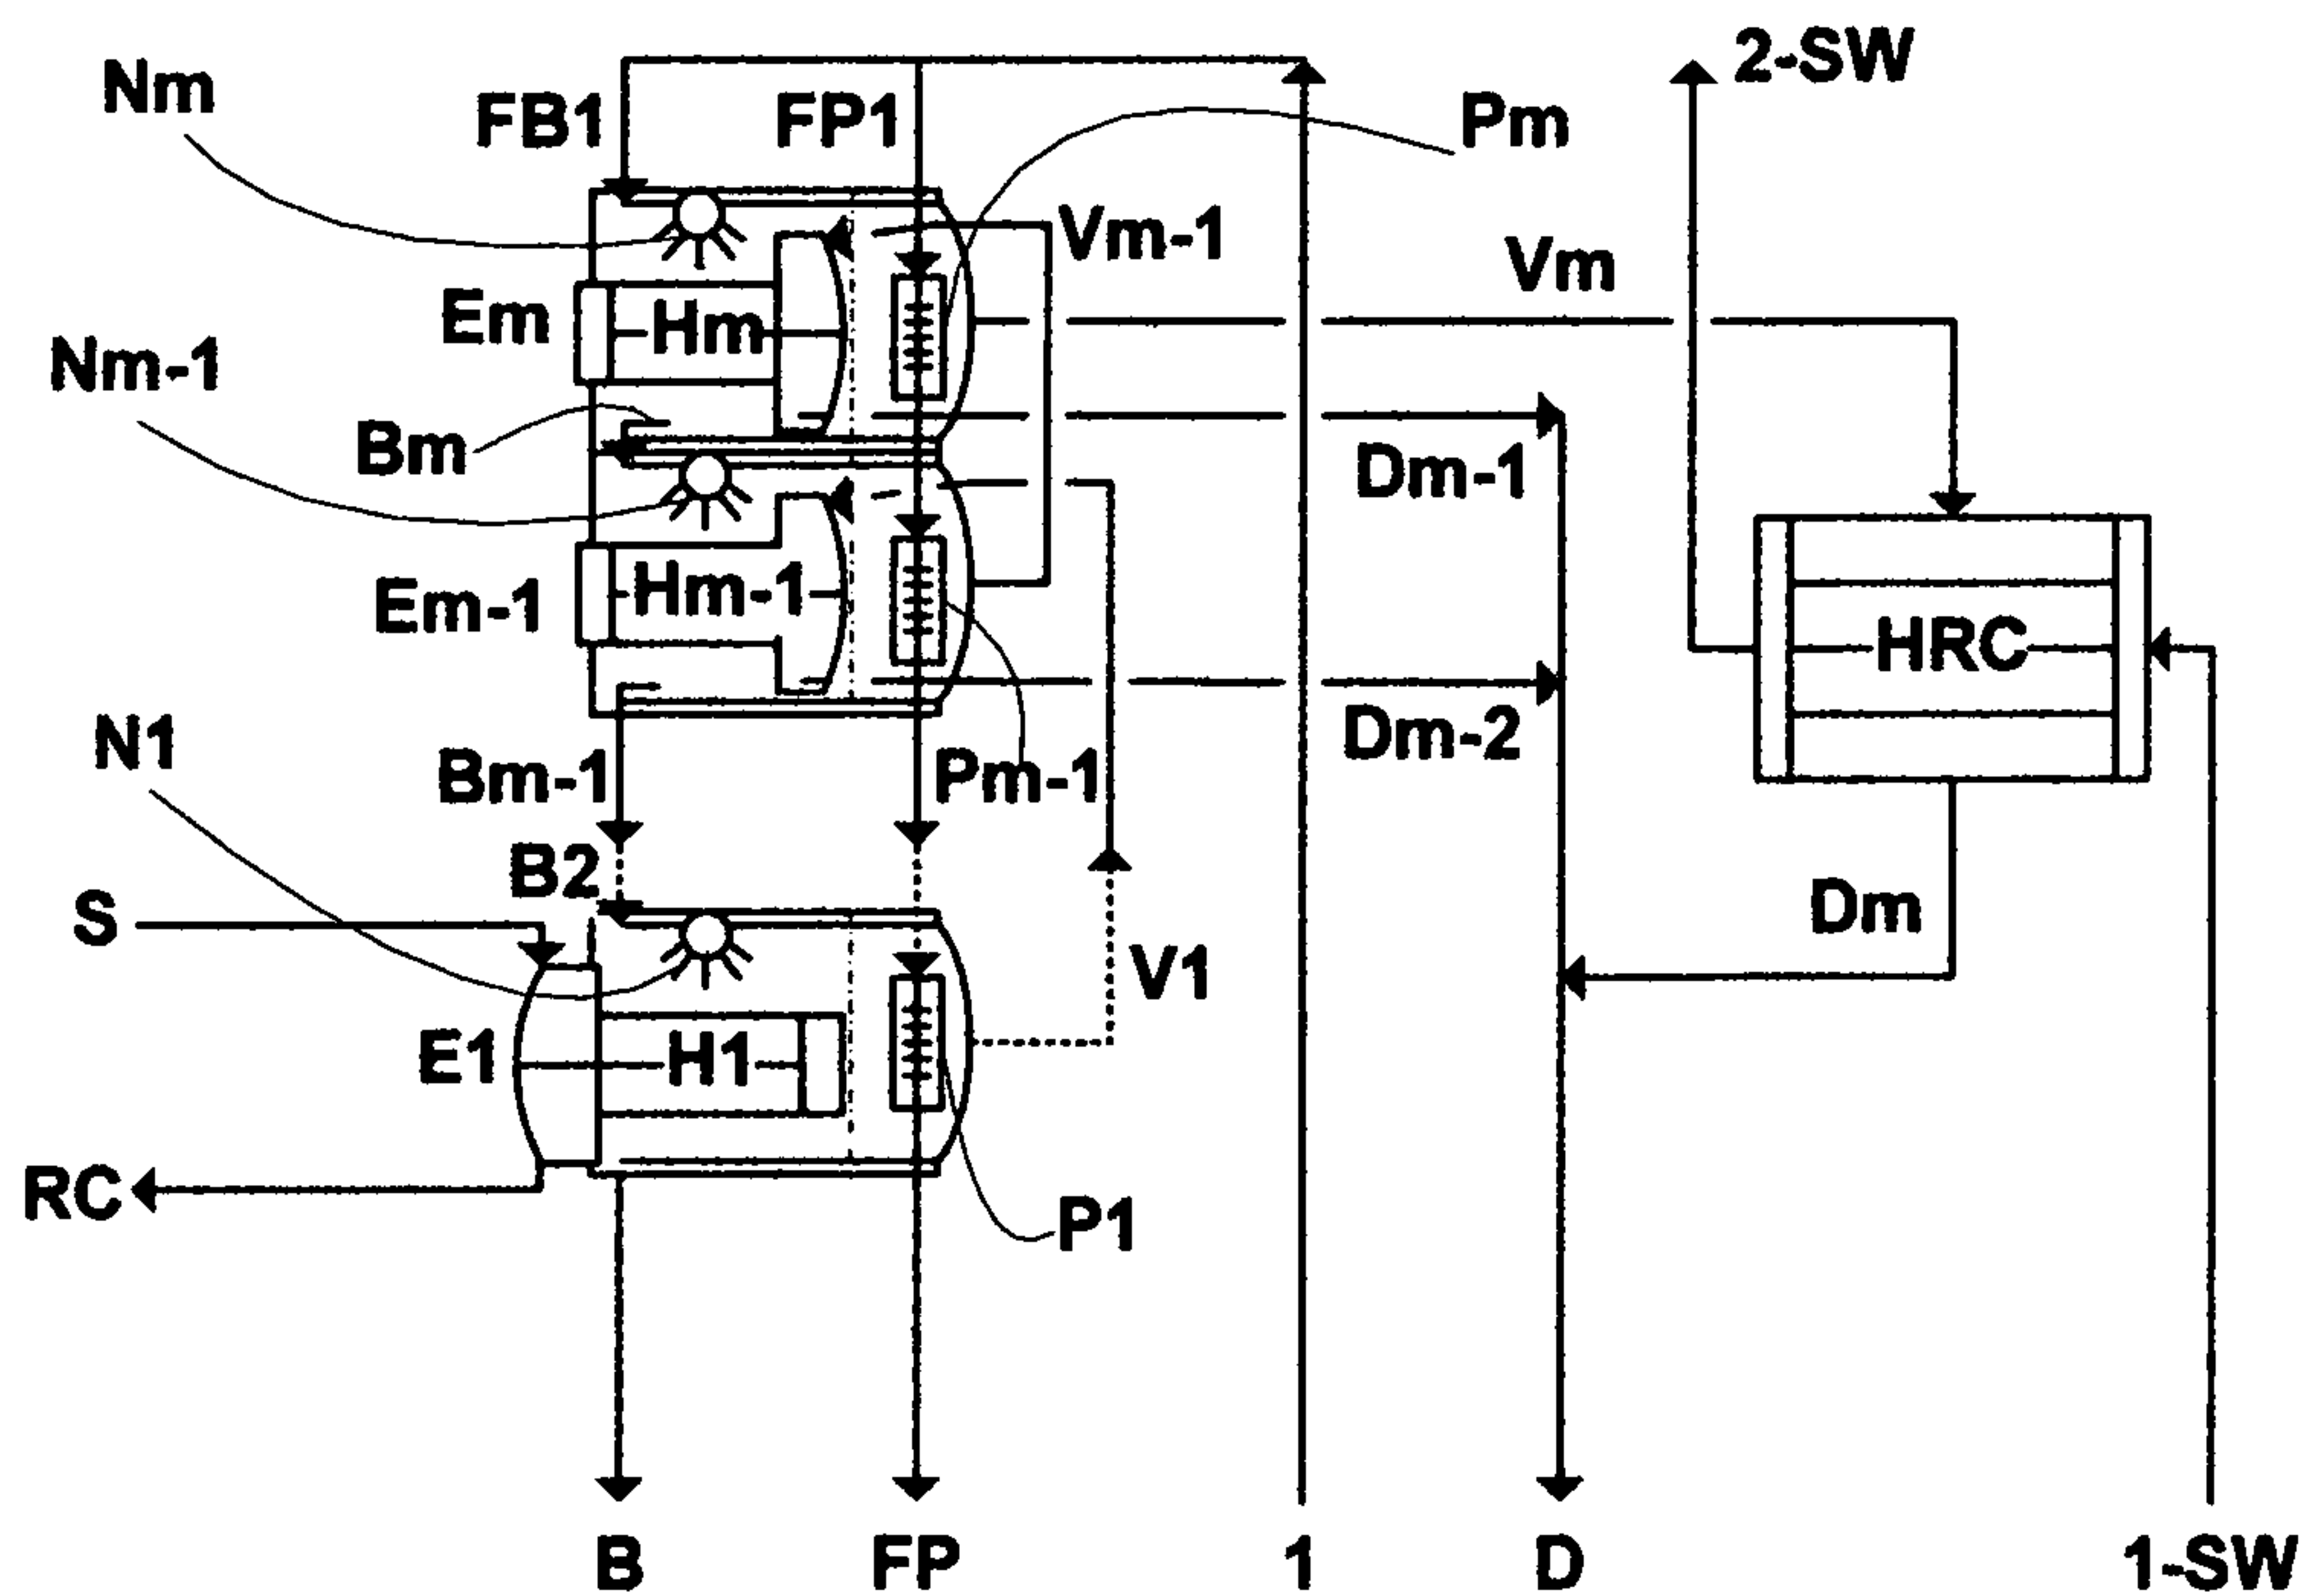 2-SW
Nm
FB1
FP1
Pm
Vm-1
Vm
Em
Hm
Nm-1
Bm
Dm-1
Em-1
Hm-1
HRC
N1
Dm-2
Bm-1
Pm-1
B2
S
Dm
V1
E1
H1
RC
P1
B
FP
1
D
1-SW